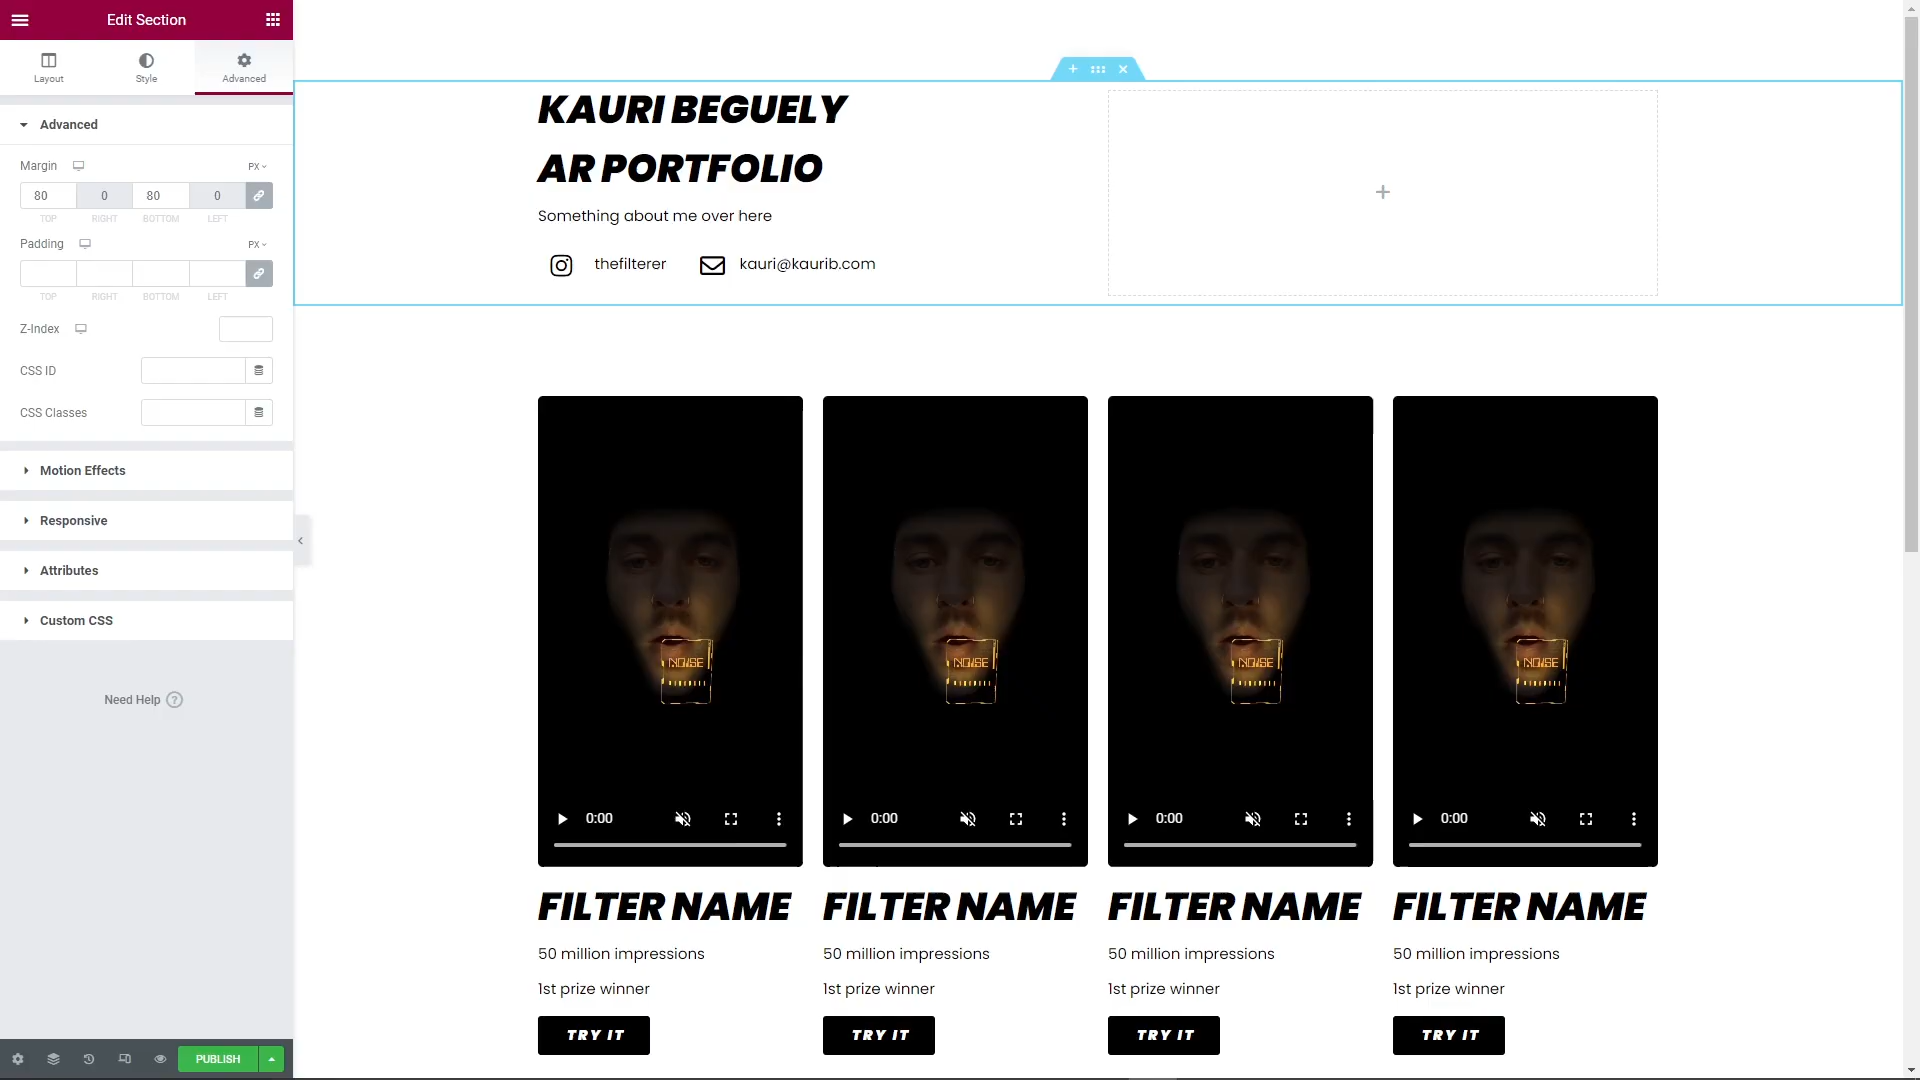 Edit Section
Layout
Style
Advanced
Advanced
Margin
PX
80
0
80
0
TOP
RIGHT
BOTTOM
LEFT
Padding
PX
TOP
RIGHT
BOTTOM
LEFT
Z-Index
CSS ID
CSS Classes
Motion Effects
Responsive
Attributes
Custom CSS
Need Help ?
PUBLISH
KAURI BEGUELY
AR PORTFOLIO
Something about me over here
thefilterer
kauri@kaurib.com
NOISE
NOISE
NOISE
NOISE
0:00
0:00
0:00
0:00
FILTER NAME
50 million impressions
1st prize winner
TRY IT
FILTER NAME
50 million impressions
1st prize winner
TRY IT
FILTER NAME
50 million impressions
1st prize winner
TRY IT
FILTER NAME
50 million impressions
1st prize winner
TRY IT